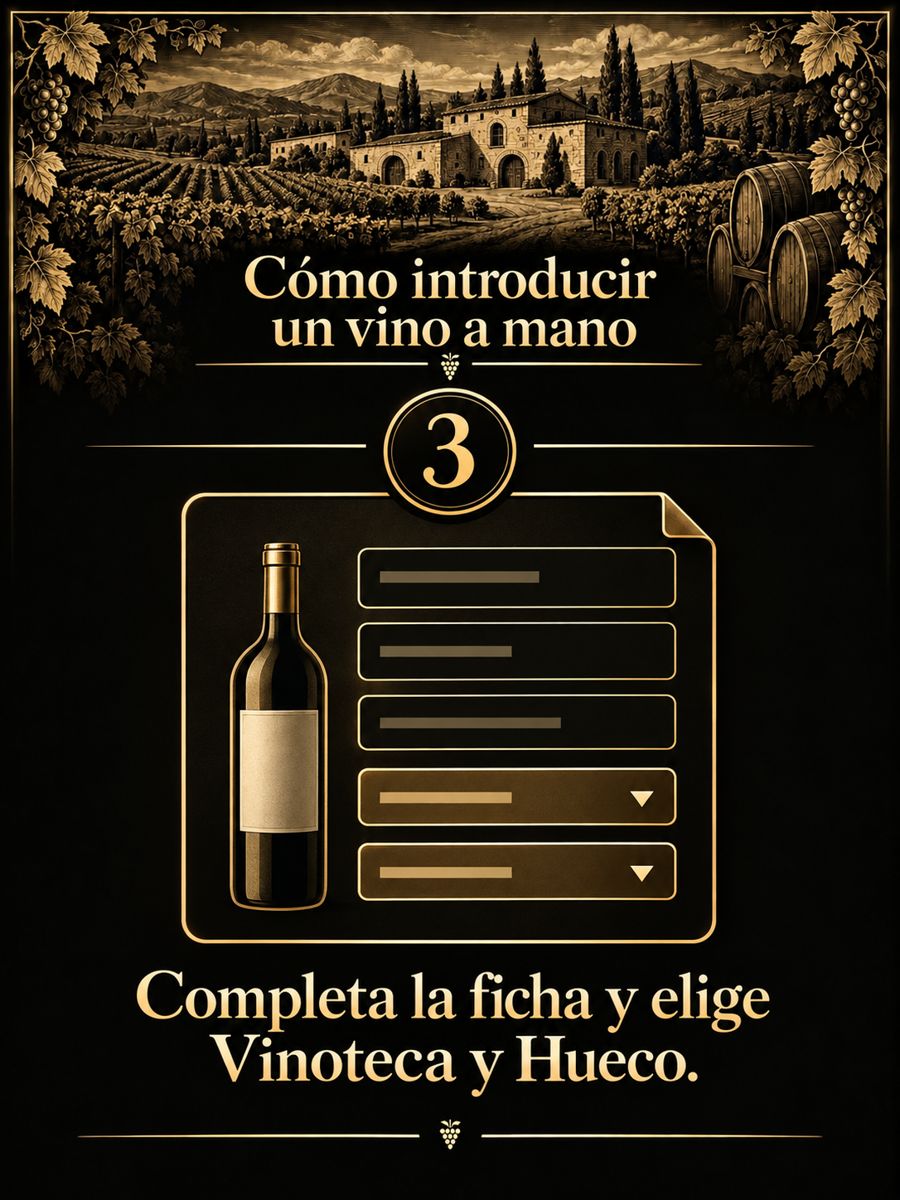 Cómo introducir
un vino a mano
3
Completa la ficha y elige
Vinoteca y Hueco.